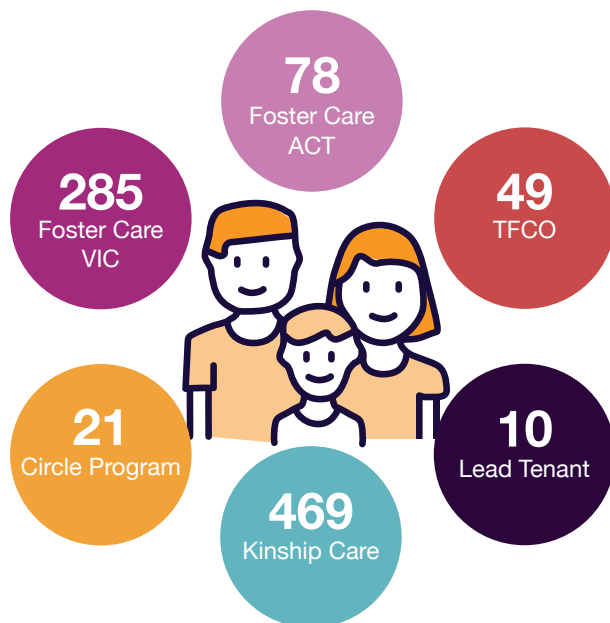 78
Foster Care
ACT
285
Foster Care
VIC
49
TFCO
21
Circle Program
10
Lead Tenant
469
Kinship Care